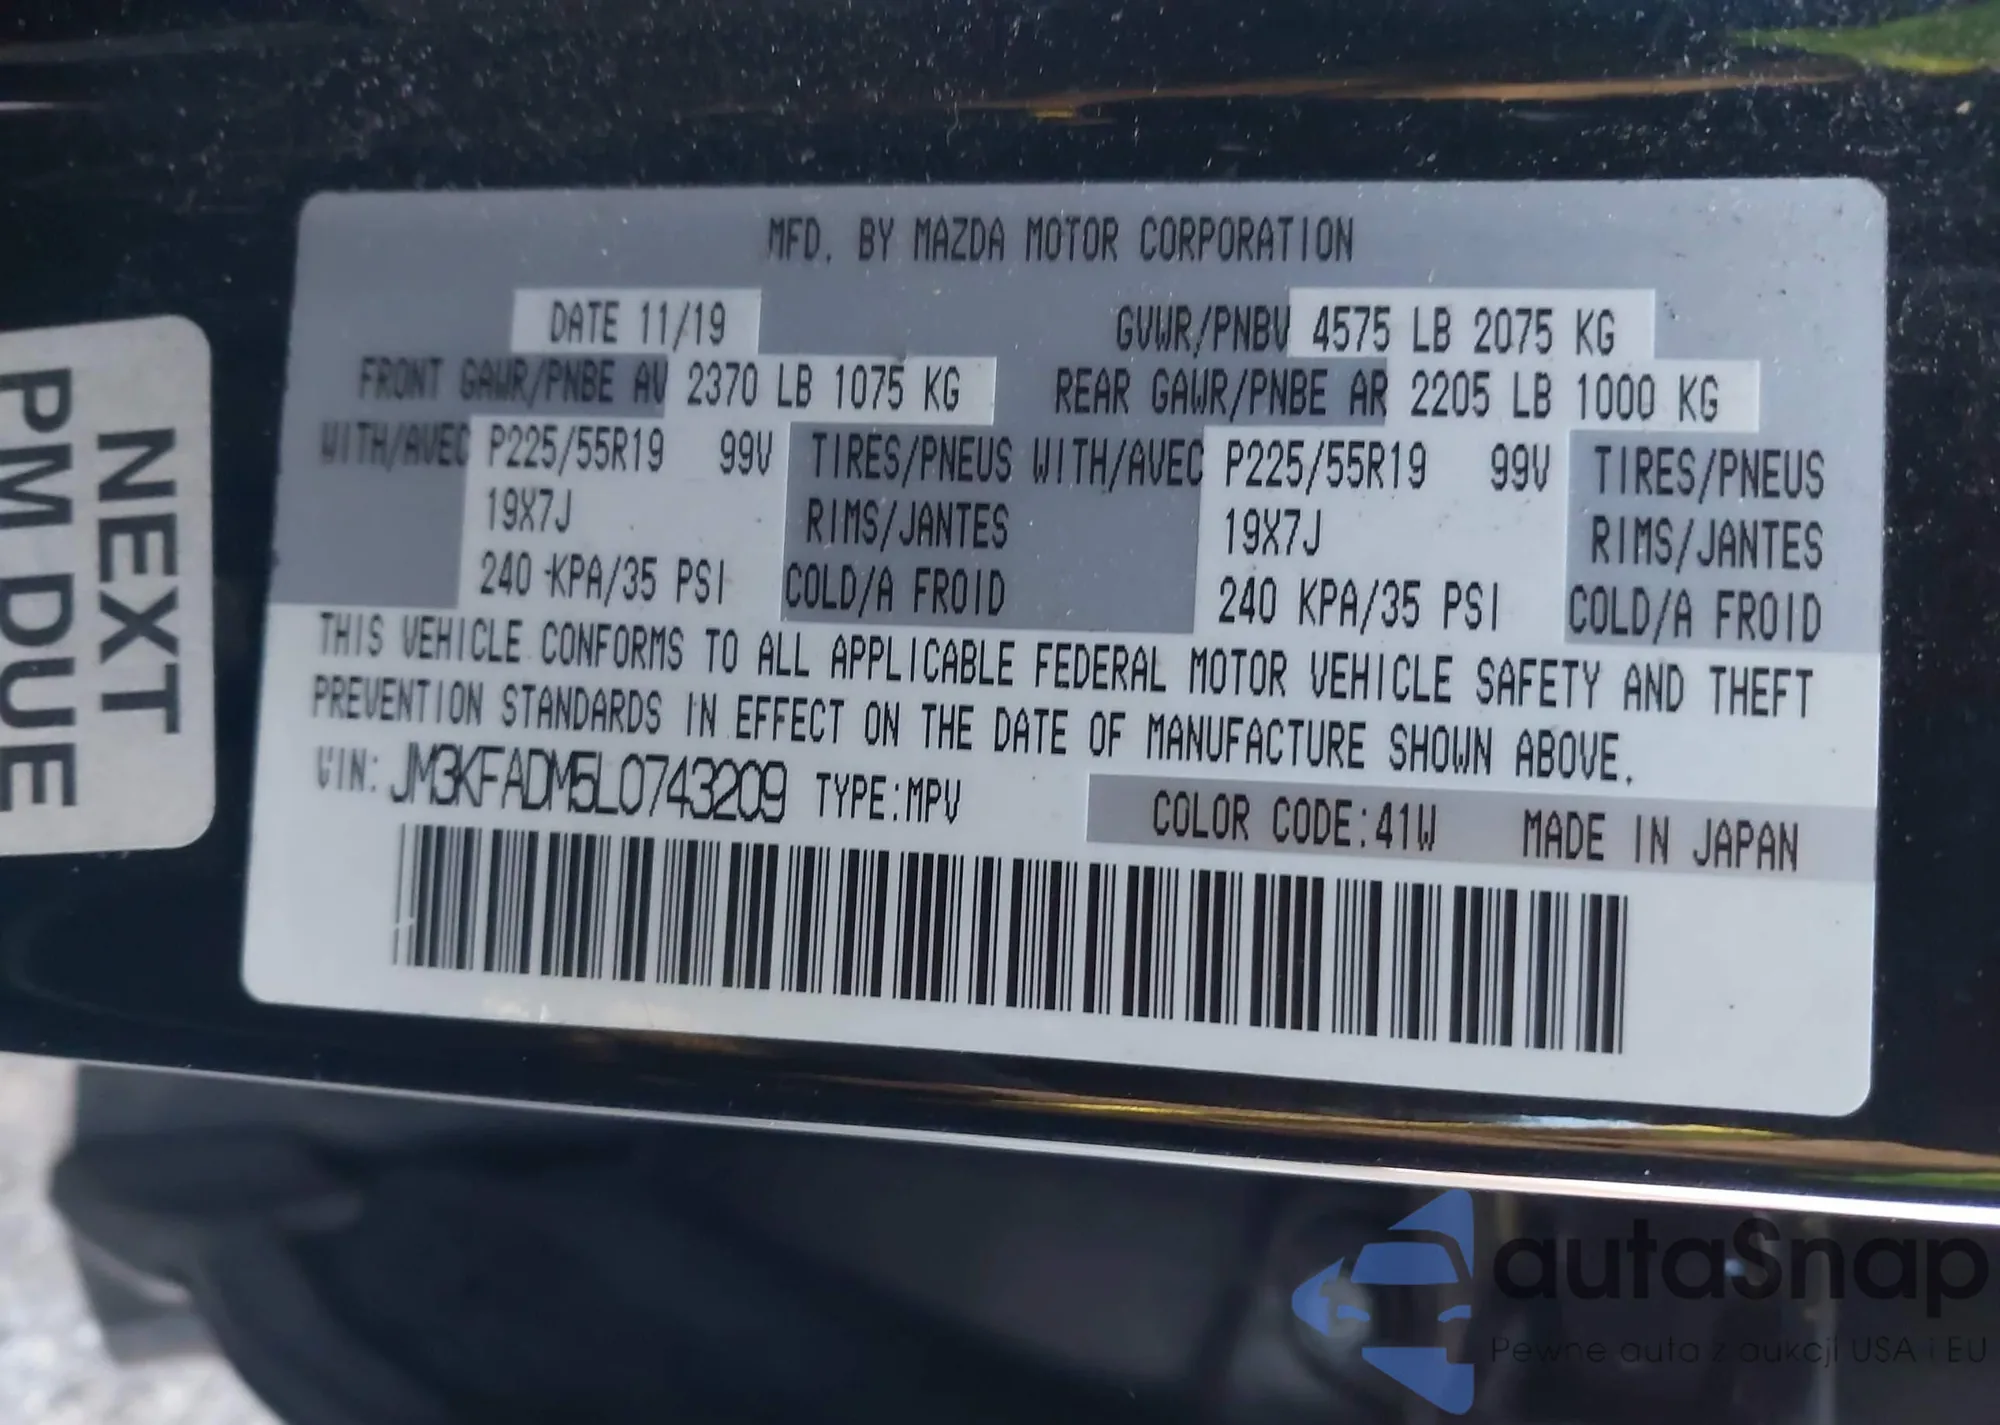 MFD. BY MAZDA MOTOR CORPORATION
DATE 11/19 GVWR/PNBV 4575 LB 2075 KG
FRONT GAWR/PNBE AV 2370 LB 1075 KG REAR GAWR/PNBE AR 2205 LB 1000 KG
WITH/AVEC P225/55R19 99V TIRES/PNEUS WITH/AVEC P225/55R19 99V TIRES/PNEUS
19X7J RIMS/JANTES 19X7J RIMS/JANTES
240 KPA/35 PSI COLD/A FROID 240 KPA/35 PSI COLD/A FROID
THIS VEHICLE CONFORMS TO ALL APPLICABLE FEDERAL MOTOR VEHICLE SAFETY AND THEFT
PREVENTION STANDARDS IN EFFECT ON THE DATE OF MANUFACTURE SHOWN ABOVE.
VIN: JM3KFADM5L0743209 TYPE:MPV COLOR CODE:41W MADE IN JAPAN
NEXT
PM DUE
autaSnap
Pewne auta z aukcji USA i EU